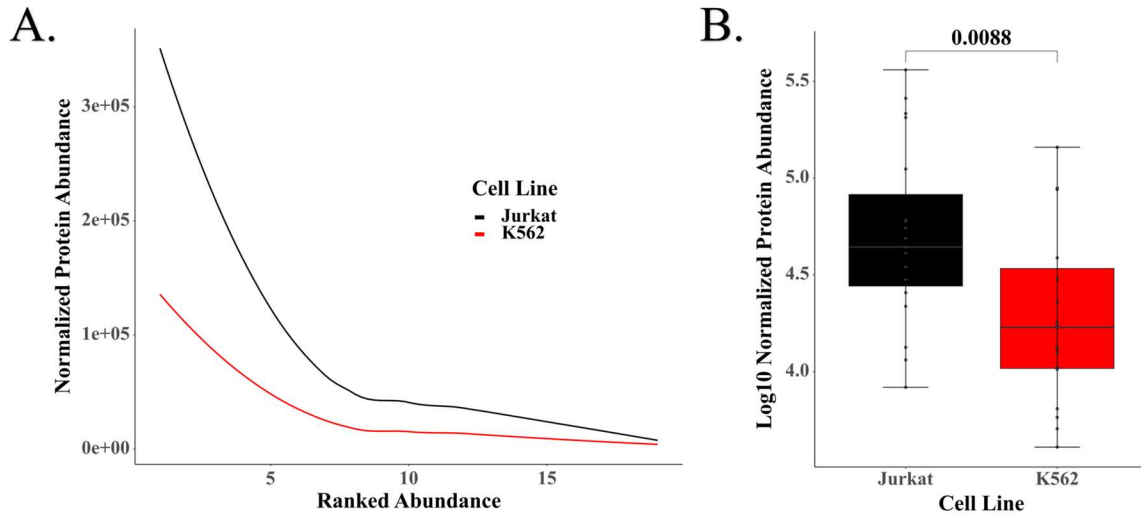 A.
Normalized Protein Abundance
3e+05
2e+05
1e+05
0e+00
5
10
15
Ranked Abundance
Cell Line
Jurkat
K562
B.
0.0088
Log10 Normalized Protein Abundance
5.5
5.0
4.5
4.0
Jurkat
K562
Cell Line